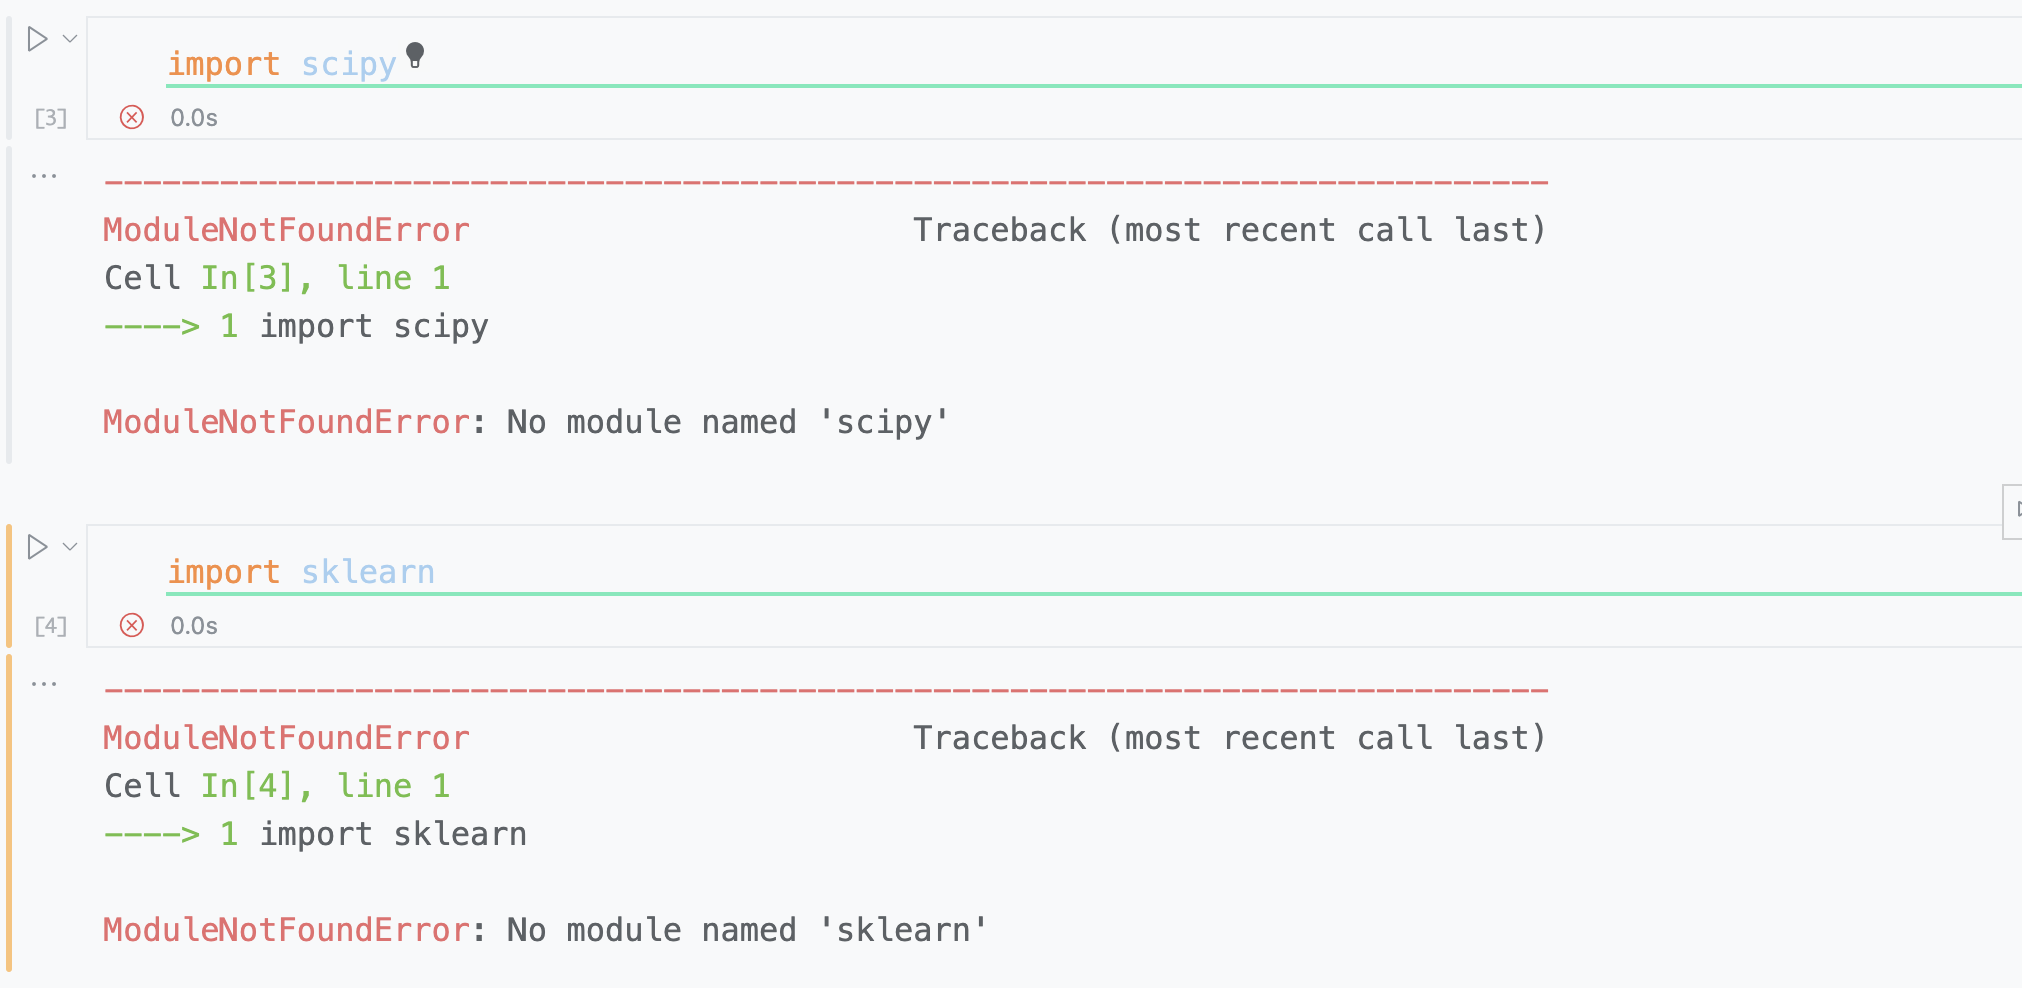 import scipy
[3]
0.0s
...
---------------------------------------------------------------------------
ModuleNotFoundError                       Traceback (most recent call last)
Cell In[3], line 1
----> 1 import scipy

ModuleNotFoundError: No module named 'scipy'
import sklearn
[4]
0.0s
...
---------------------------------------------------------------------------
ModuleNotFoundError                       Traceback (most recent call last)
Cell In[4], line 1
----> 1 import sklearn

ModuleNotFoundError: No module named 'sklearn'